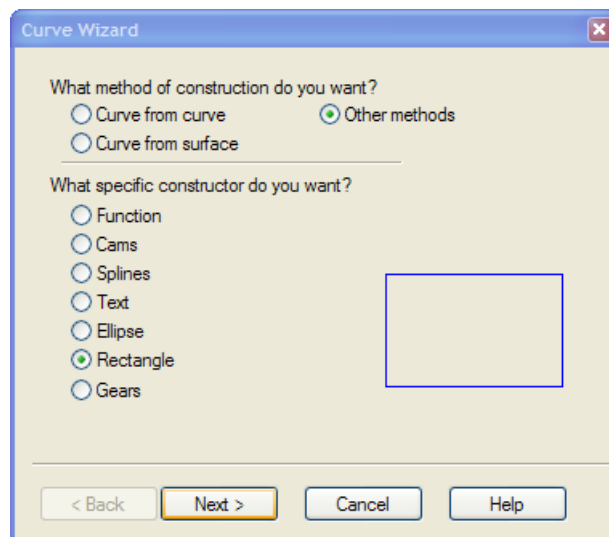 Curve Wizard
What method of construction do you want?
Curve from curve Other methods
Curve from surface
What specific constructor do you want?
Function
Cams
Splines
Text
Ellipse
Rectangle
Gears
< Back Next > Cancel Help